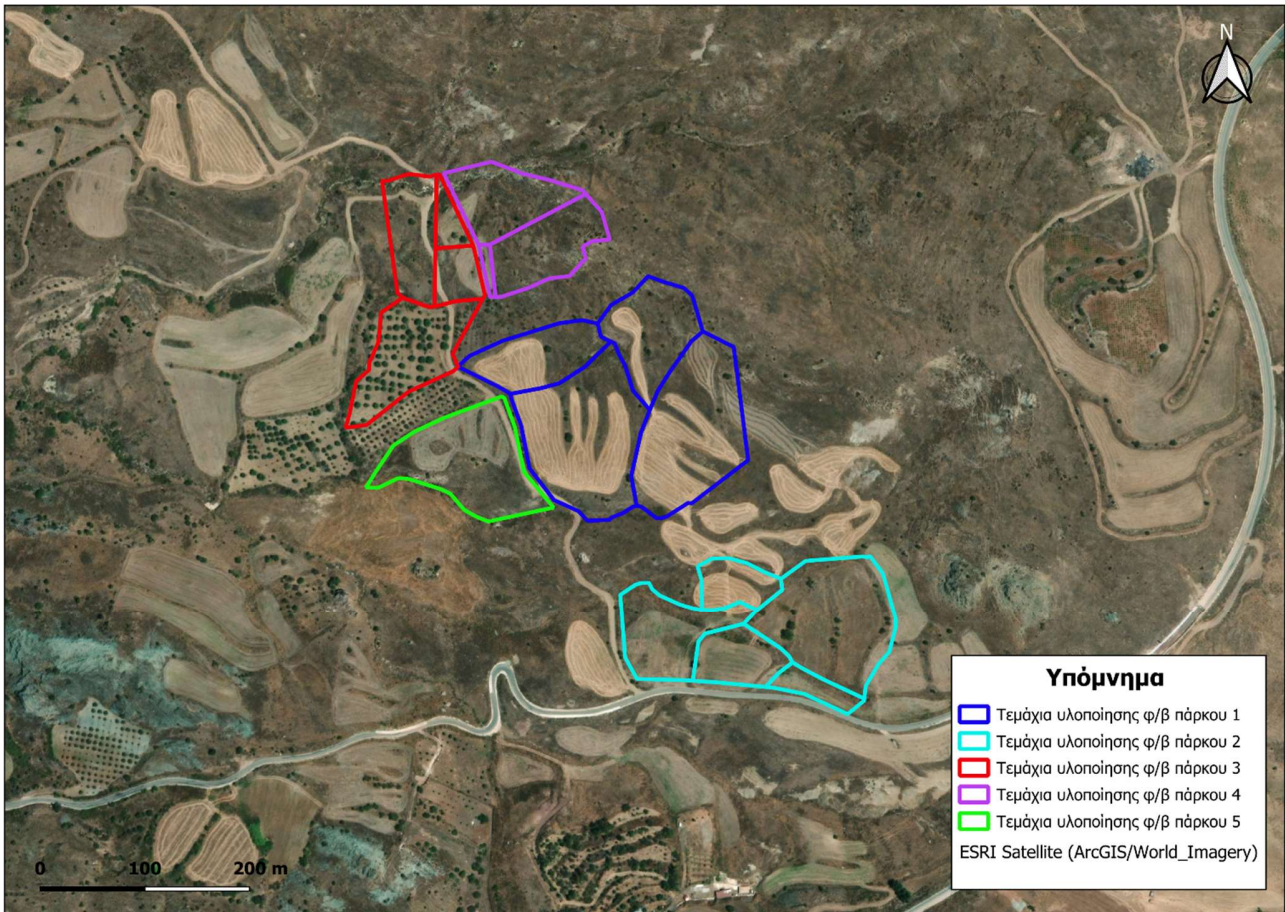 N
Υπόμνημα
Τεμάχια υλοποίησης φ/β πάρκου 1
Τεμάχια υλοποίησης φ/β πάρκου 2
Τεμάχια υλοποίησης φ/β πάρκου 3
Τεμάχια υλοποίησης φ/β πάρκου 4
Τεμάχια υλοποίησης φ/β πάρκου 5
ESRI Satellite (ArcGIS/World_Imagery)
0 100 200 m